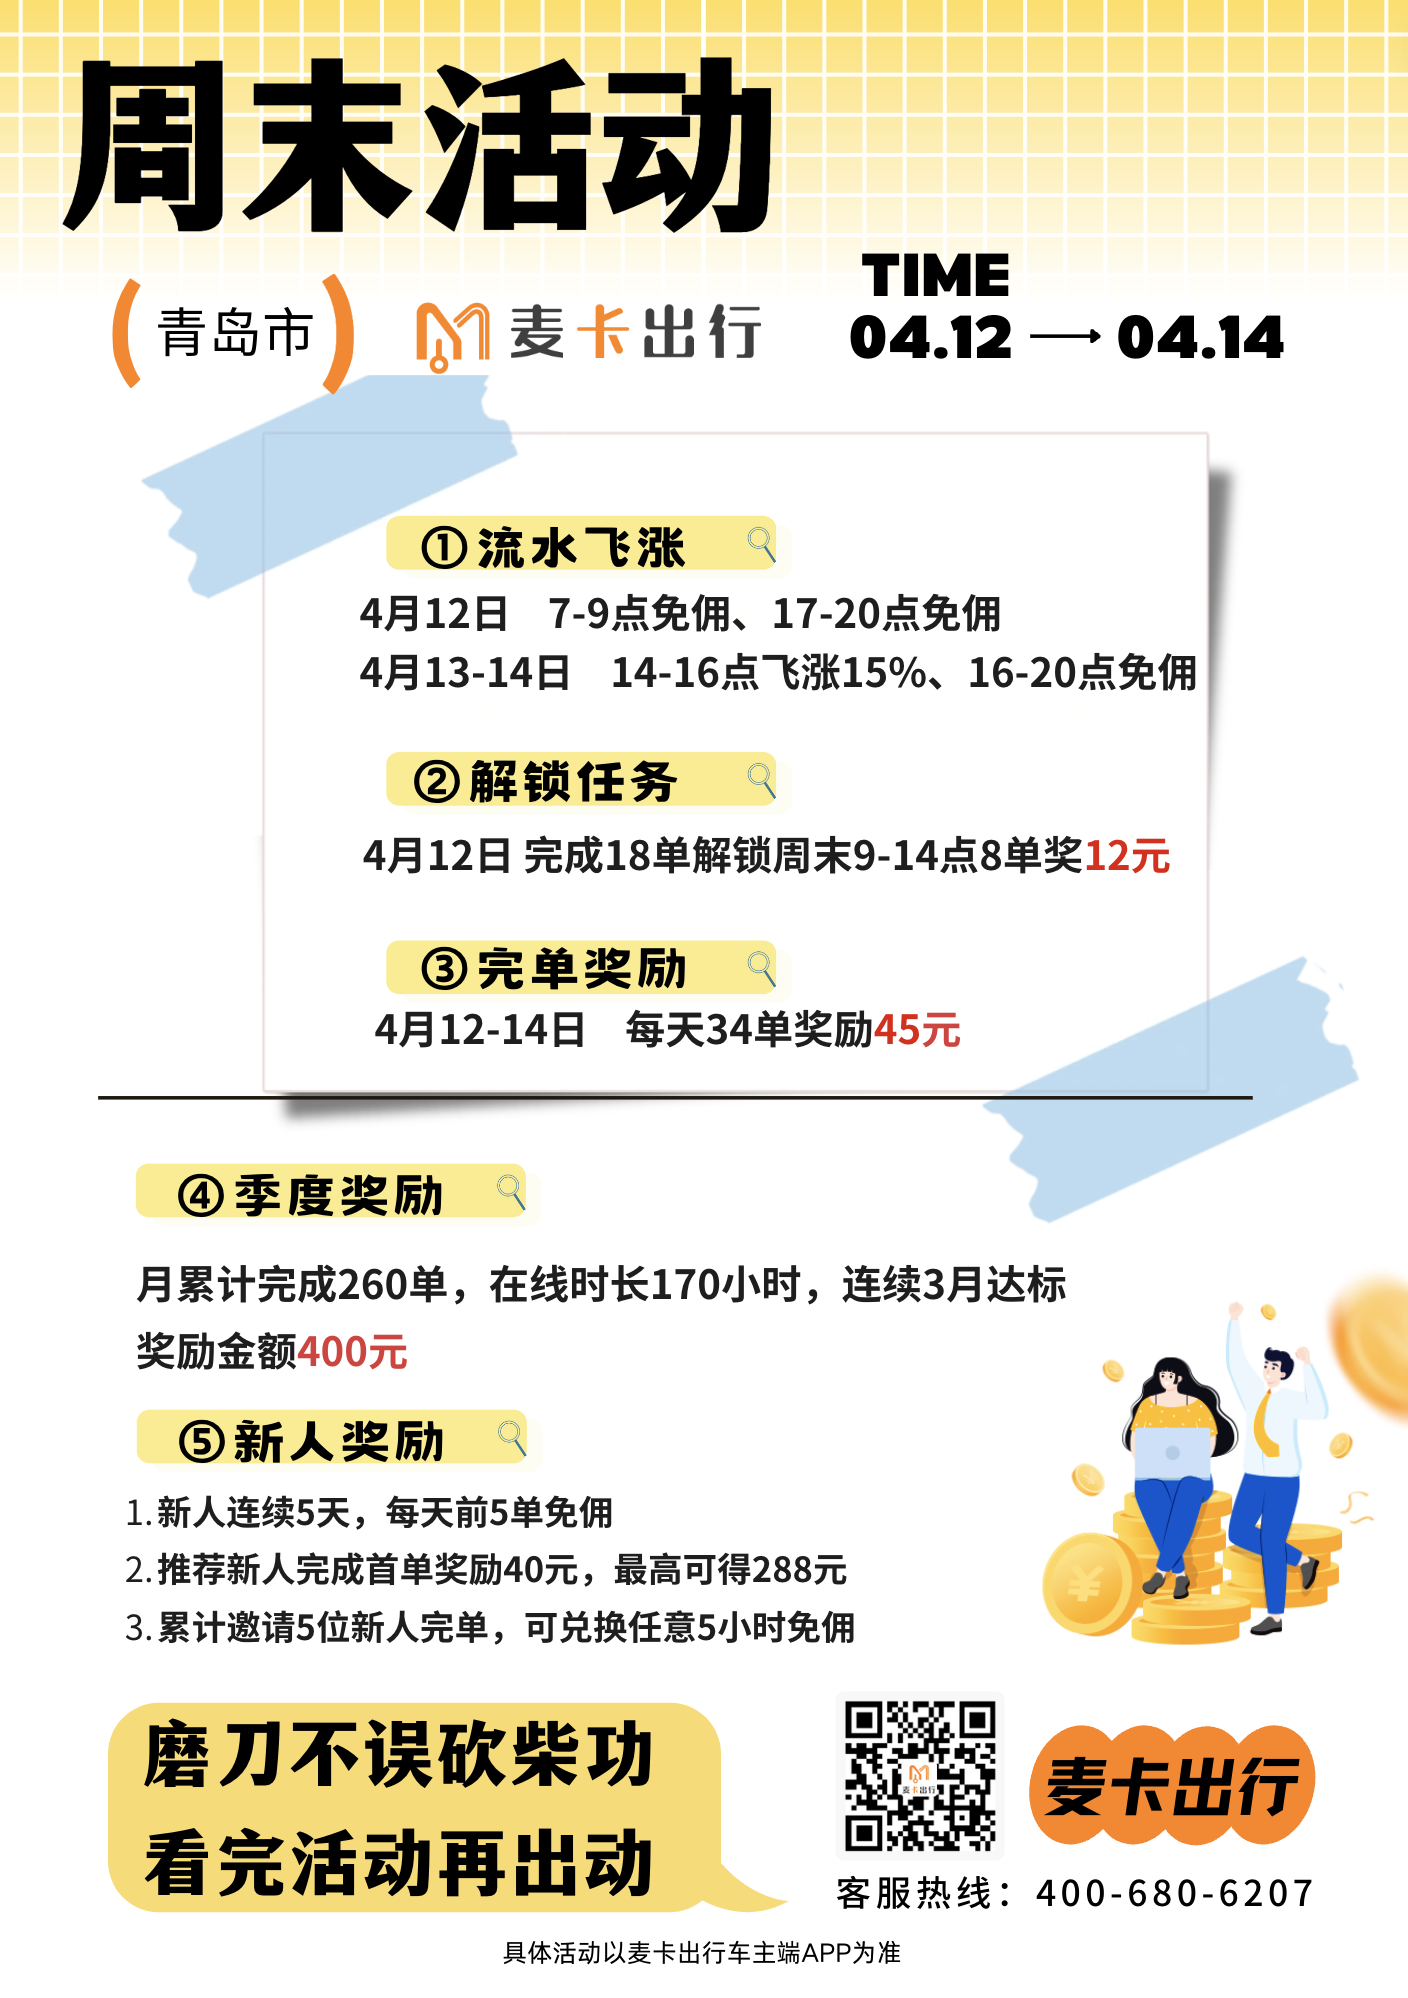 周末活动
(青岛市)
麦卡出行
TIME
04.12 → 04.14
①流水飞涨
4月12日 7-9点免佣、17-20点免佣
4月13-14日 14-16点飞涨15%、16-20点免佣
②解锁任务
4月12日 完成18单解锁周末9-14点8单奖12元
③完单奖励
4月12-14日 每天34单奖励45元
④季度奖励
月累计完成260单，在线时长170小时，连续3月达标
奖励金额400元
⑤新人奖励
1.新人连续5天，每天前5单免佣
2.推荐新人完成首单奖励40元，最高可得288元
3.累计邀请5位新人完单，可兑换任意5小时免佣
磨刀不误砍柴功
看完活动再出动
麦卡出行
麦卡出行
客服热线：400-680-6207
具体活动以麦卡出行车主端APP为准